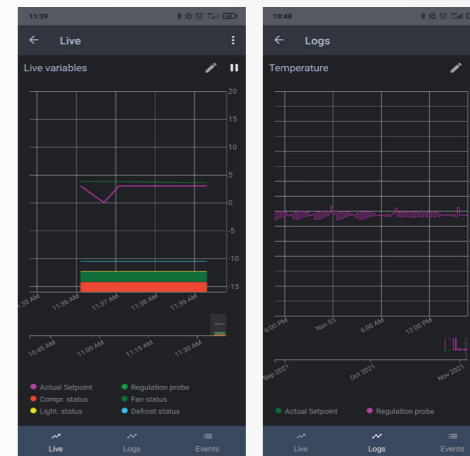 11:39
← Live
Live variables
20
15
10
5
0
-5
-10
-15
11:35 AM
11:36 AM
11:37 AM
11:38 AM
11:39 AM
10:45 AM
11:00 AM
11:15 AM
11:30 AM
Actual Setpoint
Regulation probe
Compr. status
Fan status
Light. status
Defrost status
Live
Logs
Events
10:48
← Logs
Temperature
6:00 PM
Nov 03
6:00 AM
12:00 PM
Sep 2021
Oct 2021
Nov 2021
Actual Setpoint
Regulation probe
Live
Logs
Events